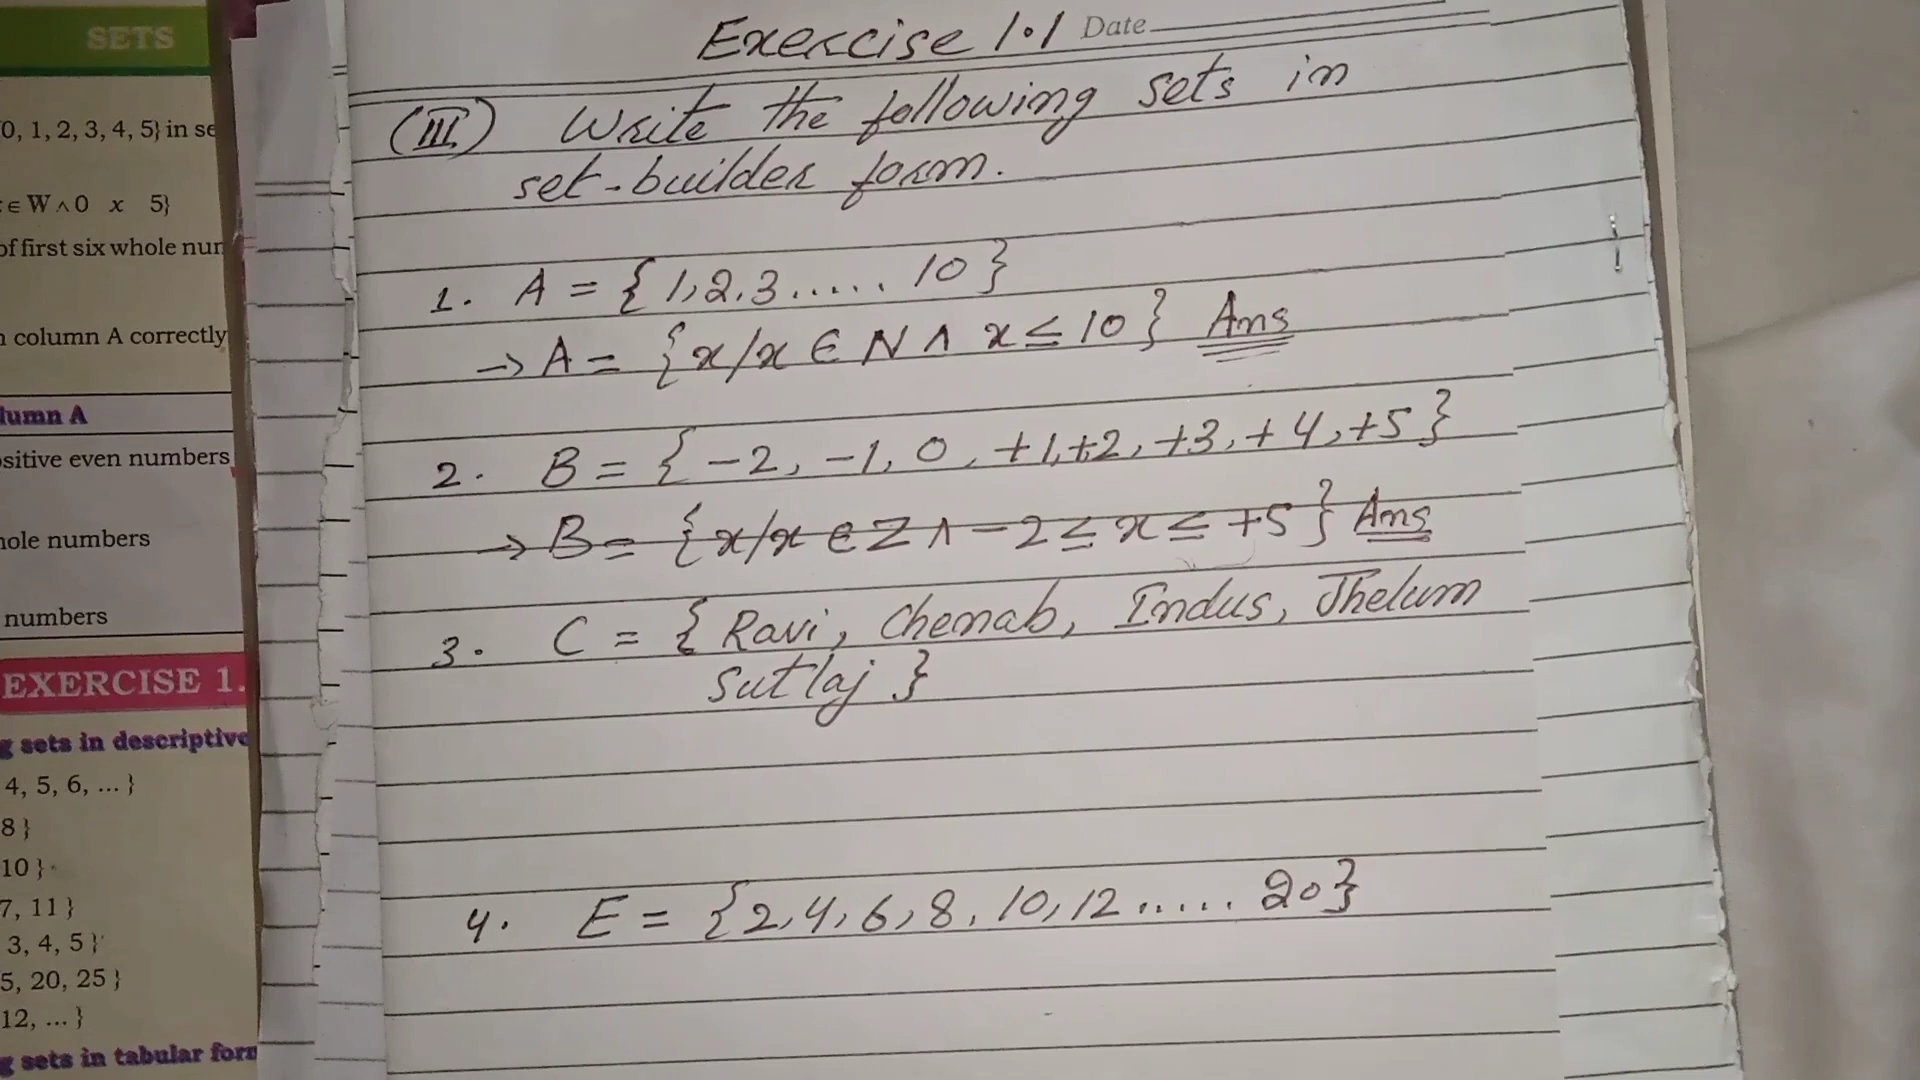 SETS
0, 1, 2, 3, 4, 5} in se
∈ W ∧ 0 x 5}
of first six whole nun
column A correctly
lumn A
sitive even numbers
hole numbers
numbers
EXERCISE 1.
g sets in descriptive
4, 5, 6, ... }
8 }
10 }
7, 11 }
3, 4, 5 }
5, 20, 25 }
12, ... }
g sets in tabular form
Exercise 1.1 Date
(III) Write the following sets in
set-builder form.
1. A = { 1, 2, 3 ..... 10 }
→ A = { x/x ∈ N ∧ x ≤ 10 } Ans
2. B = { -2, -1, 0, +1, +2, +3, +4, +5 }
→ B = { x/x ∈ Z ∧ -2 ≤ x ≤ +5 } Ans
3. C = { Ravi, Chenab, Indus, Jhelum
sutlaj }
4. E = { 2, 4, 6, 8, 10, 12 ..... 20 }